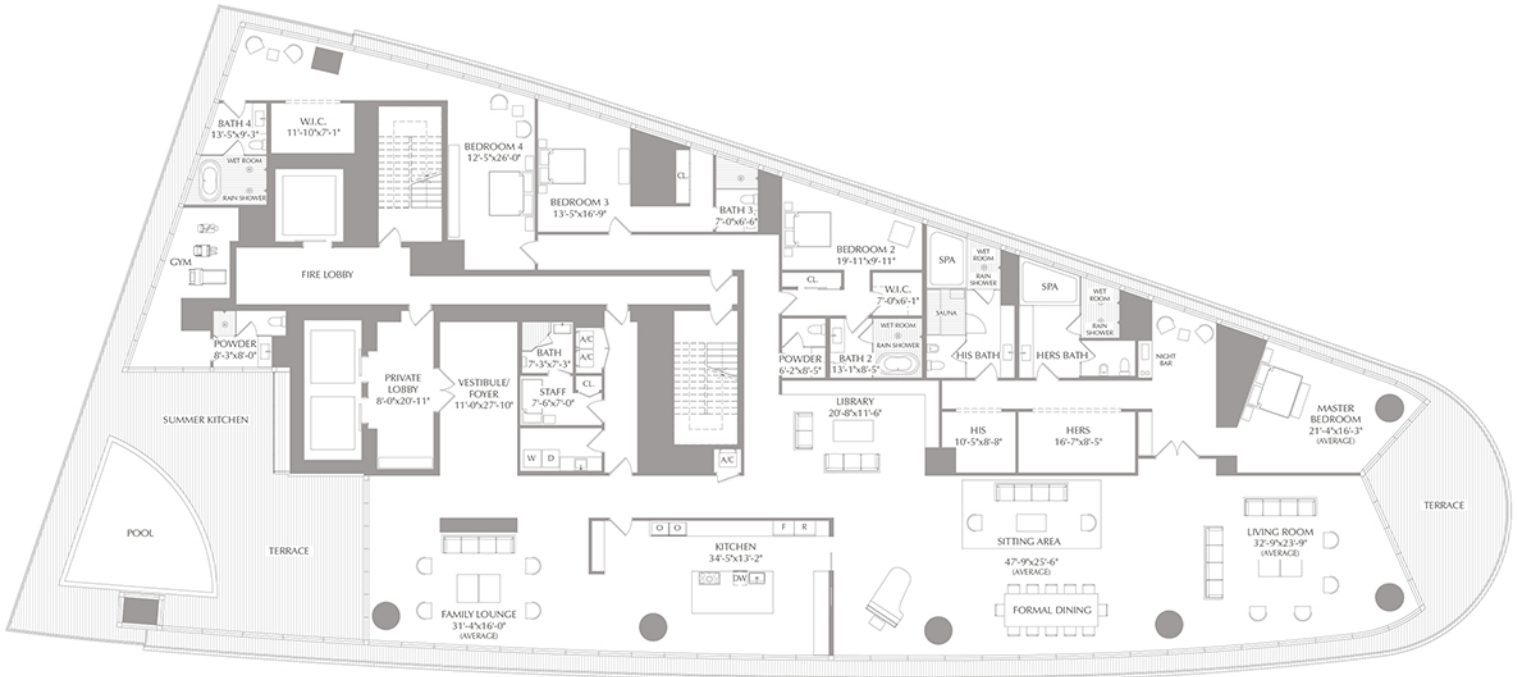 BATH 4
13'-5"x9'-3"
W.I.C.
11'-10"x7'-1"
WET ROOM
RAIN SHOWER
BEDROOM 4
12'-5"x26'-0"
BEDROOM 3
13'-5"x16'-9"
CL.
BATH 3
7'-0"x6'-6"
GYM
FIRE LOBBY
BEDROOM 2
19'-11"x9'-11"
CL.
W.I.C.
7'-0"x6'-1"
SPA
WET
ROOM
RAIN
SHOWER
SAUNA
SPA
WET
ROOM
RAIN
SHOWER
POWDER
8'-3"x8'-0"
PRIVATE
LOBBY
8'-0"x20'-11"
VESTIBULE/
FOYER
11'-0"x27'-10"
BATH
7'-3"x7'-3"
A/C
A/C
STAFF
7'-6"x7'-0"
CL.
W D
A/C
POWDER
6'-2"x8'-5"
BATH 2
13'-1"x8'-5"
WET ROOM
RAIN SHOWER
HIS BATH
HERS BATH
NIGHT
BAR
LIBRARY
20'-8"x11'-6"
HIS
10'-5"x8'-8"
HERS
16'-7"x8'-5"
MASTER
BEDROOM
21'-4"x16'-3"
(AVERAGE)
SUMMER KITCHEN
POOL
TERRACE
FAMILY LOUNGE
31'-4"x16'-0"
(AVERAGE)
O O
F R
KITCHEN
34'-5"x13'-2"
DW
SITTING AREA
47'-9"x25'-6"
(AVERAGE)
FORMAL DINING
LIVING ROOM
32'-9"x23'-9"
(AVERAGE)
TERRACE